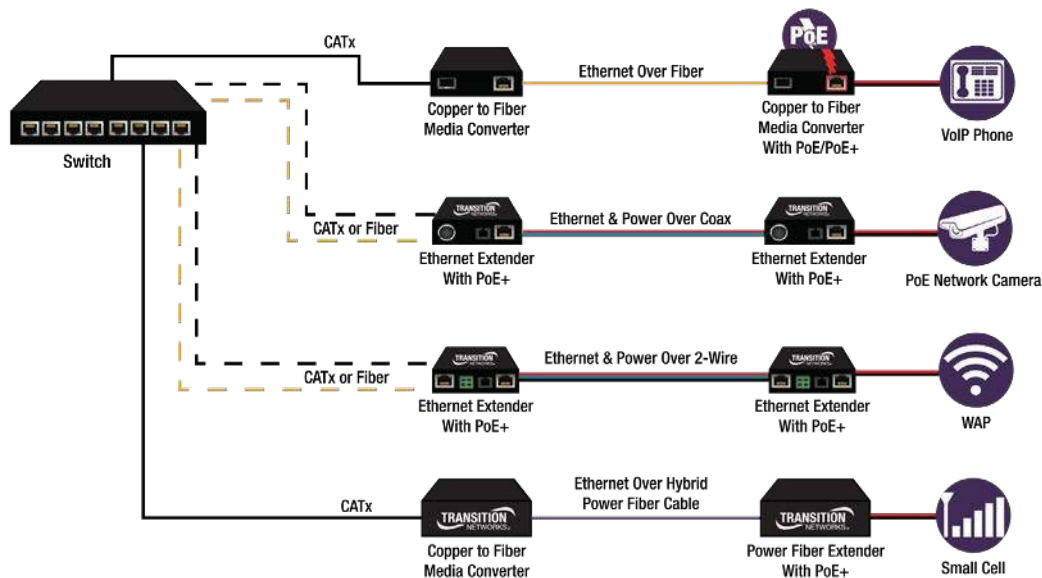 CATx
Ethernet Over Fiber
PoE
Copper to Fiber
Media Converter
Copper to Fiber
Media Converter
With PoE/PoE+
VoIP Phone
Switch
CATx or Fiber
TRANSITION
NETWORKS
Ethernet & Power Over Coax
TRANSITION
NETWORKS
Ethernet Extender
With PoE+
Ethernet Extender
With PoE+
PoE Network Camera
CATx or Fiber
TRANSITION
NETWORKS
Ethernet & Power Over 2-Wire
TRANSITION
NETWORKS
Ethernet Extender
With PoE+
Ethernet Extender
With PoE+
WAP
CATx
TRANSITION
NETWORKS
Ethernet Over Hybrid
Power Fiber Cable
TRANSITION
NETWORKS
Copper to Fiber
Media Converter
Power Fiber Extender
With PoE+
Small Cell